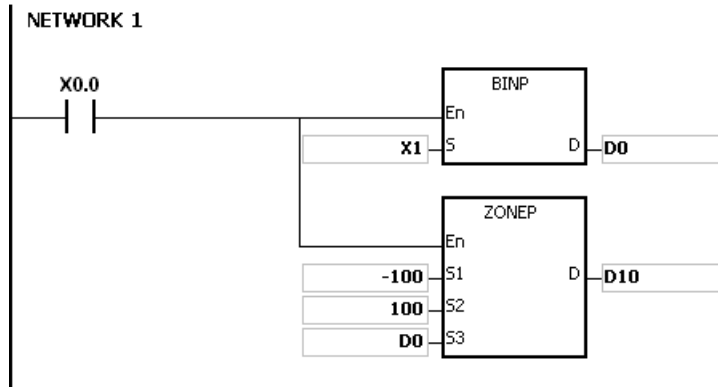 NETWORK 1
X0.0
BINP
En
X1 S D D0
ZONEP
En
-100 S1 D D10
100 S2
D0 S3